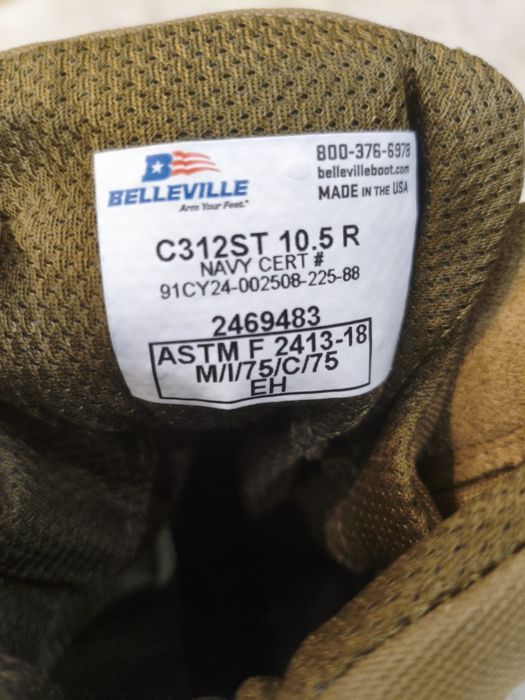 BELLEVILLE
Arm Your Feet.™
800-376-6978
bellevilleboot.com
MADE IN THE USA
C312ST 10.5 R
NAVY CERT #
91CY24-002508-225-88
2469483
ASTM F 2413-18
M/I/75/C/75
EH